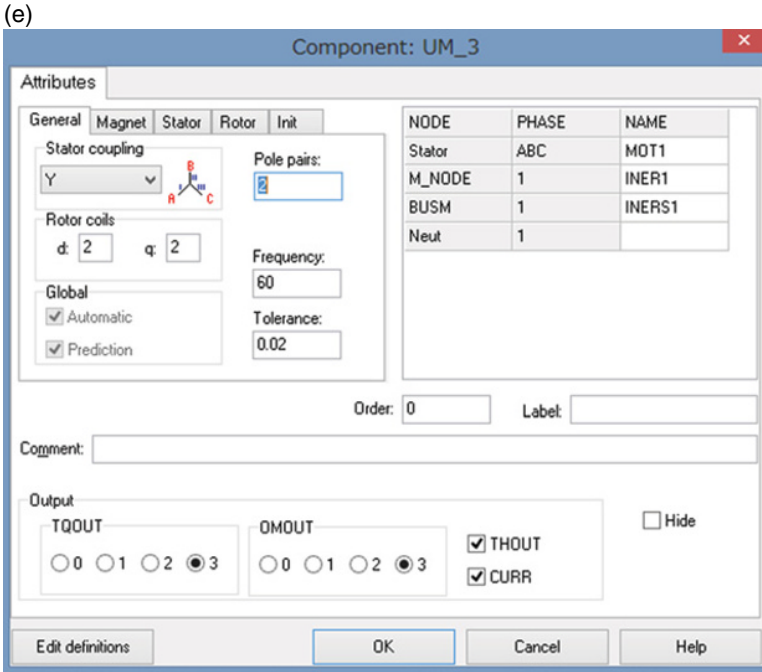 (e)
Component: UM_3
Attributes
General Magnet Stator Rotor Init
Stator coupling
Y
B
A C
Pole pairs:
2
Rotor coils
d: 2 q: 2
Frequency:
60
Global
Automatic
Prediction
Tolerance:
0.02
NODE PHASE NAME
Stator ABC MOT1
M_NODE 1 INER1
BUSM 1 INERS1
Neut 1
Order: 0 Label:
Comment:
Output
TQOUT
0 1 2 3
OMOUT
0 1 2 3
THOUT
CURR
Hide
Edit definitions OK Cancel Help